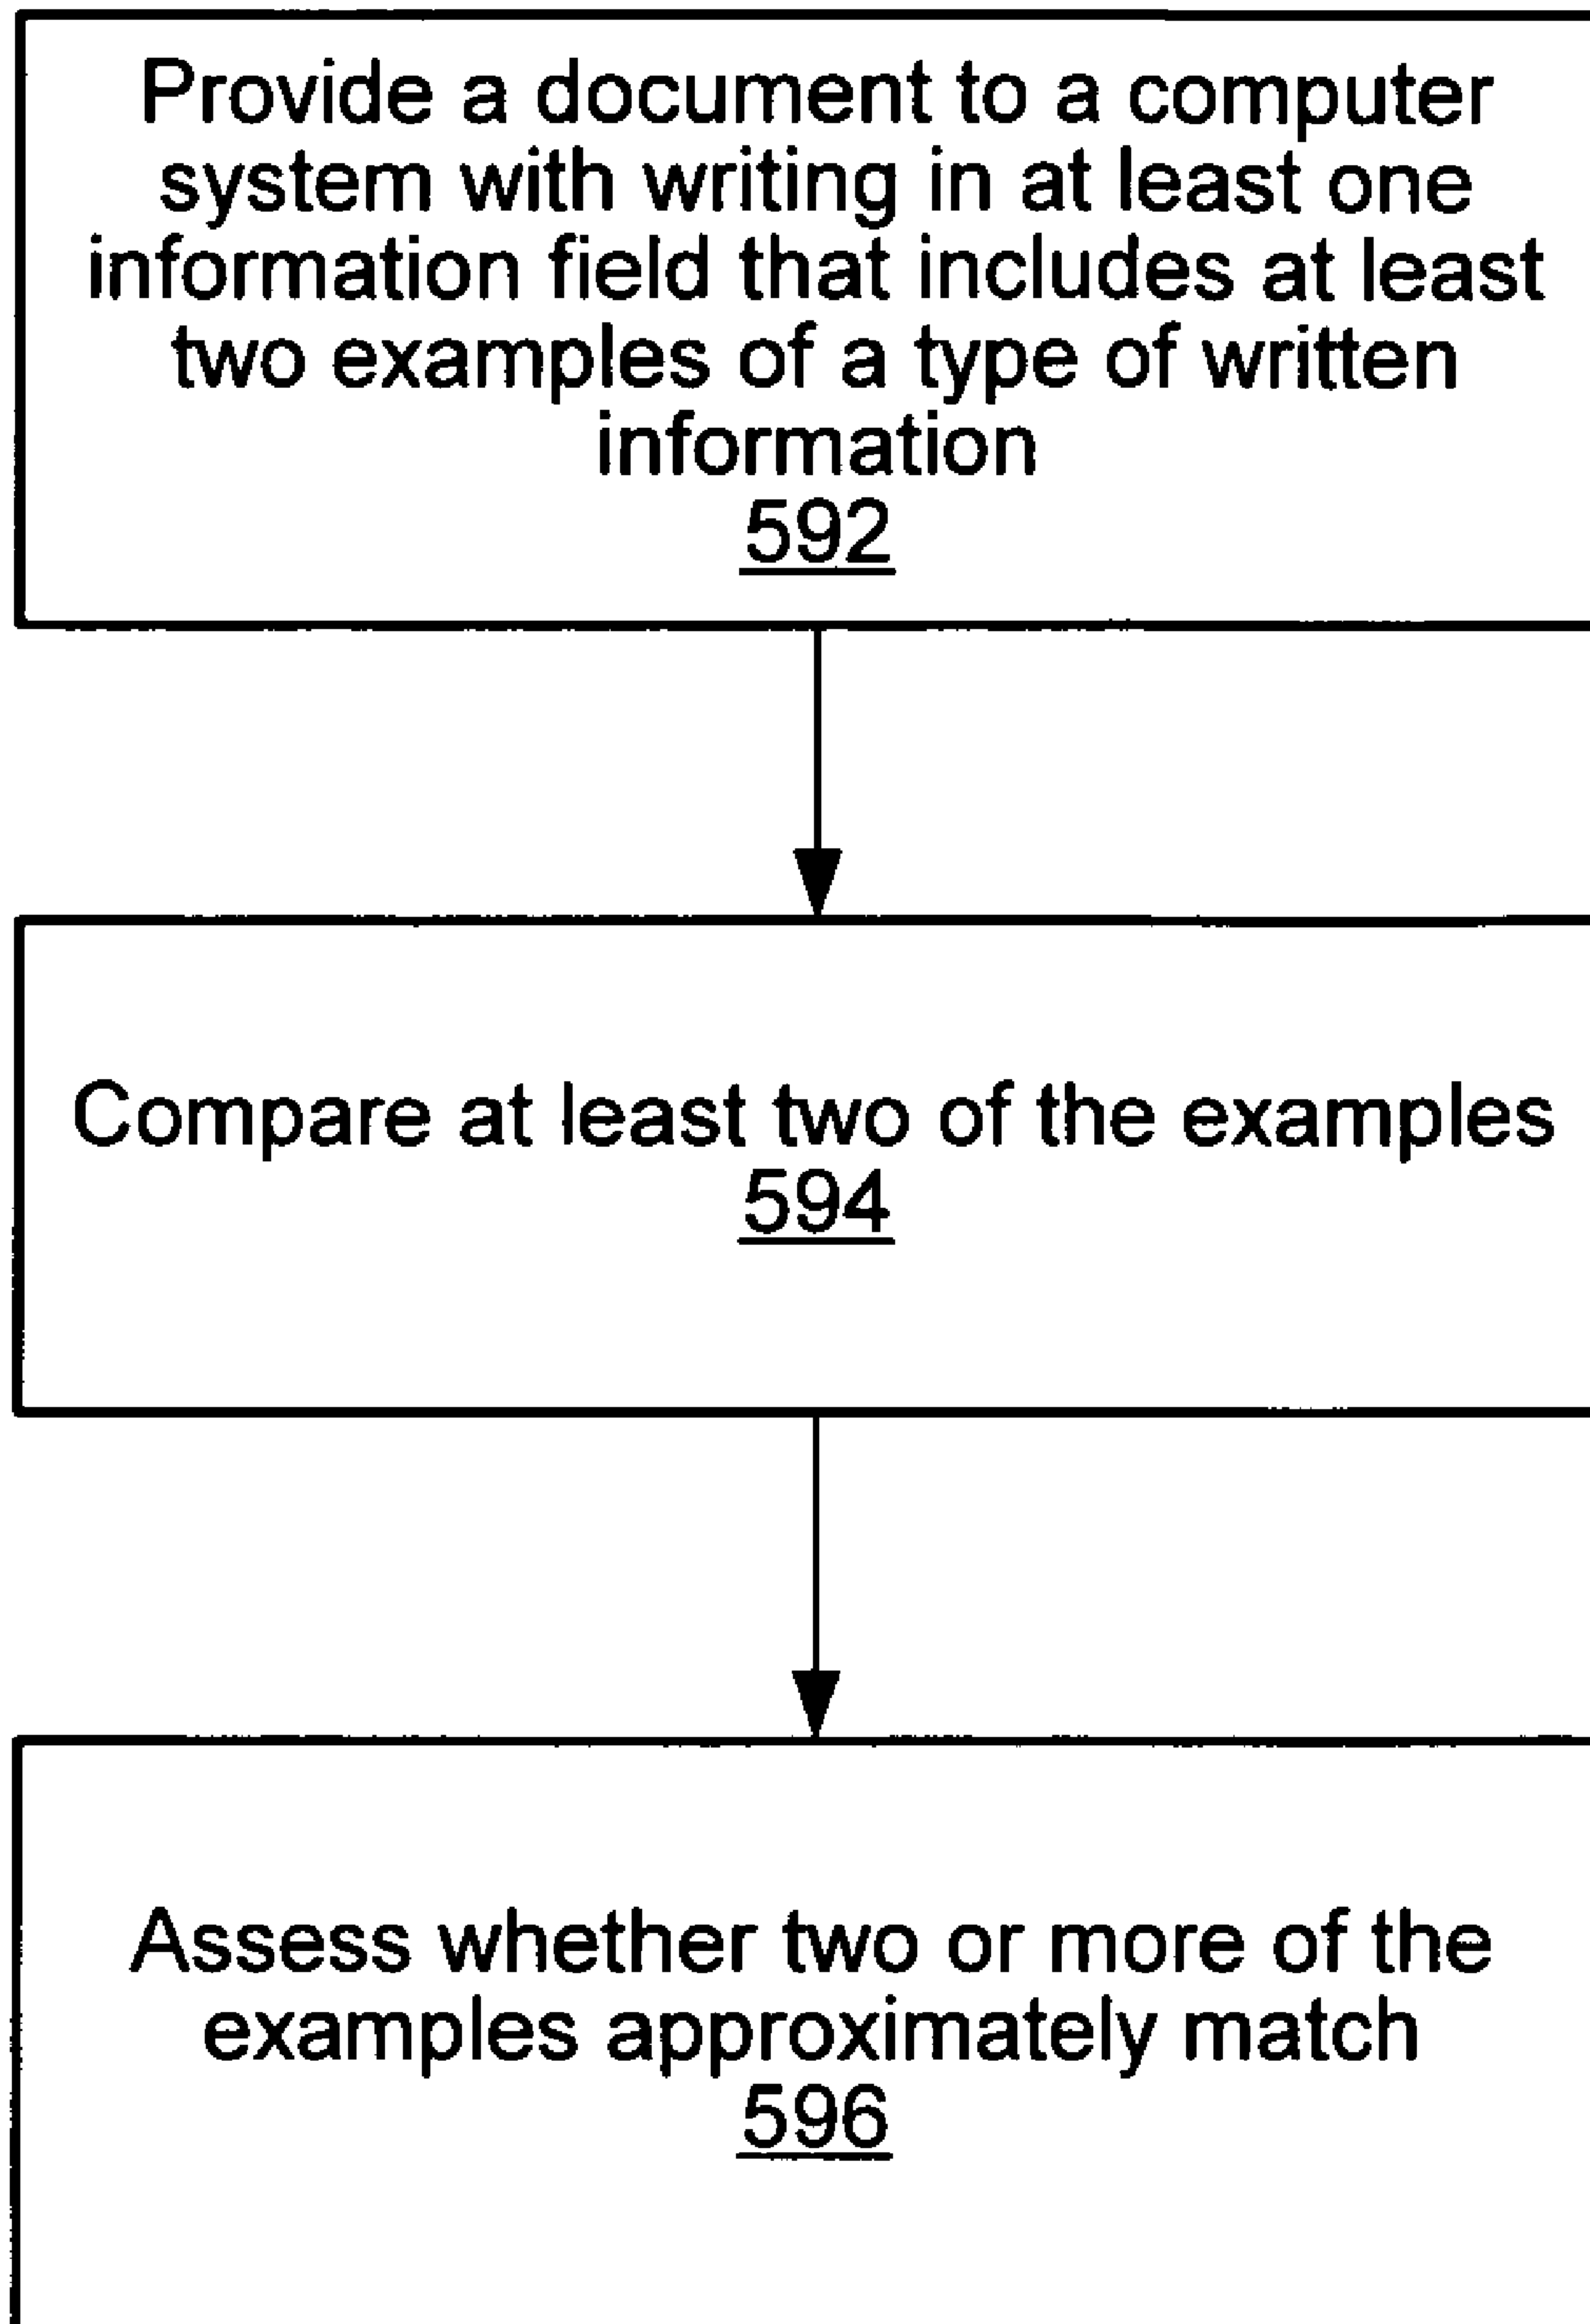 Provide a document to a computer
system with writing in at least one
information field that includes at least
two examples of a type of written
information
592
Compare at least two of the examples
594
Assess whether two or more of the
examples approximately match
596